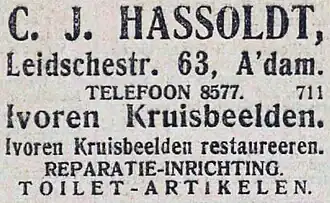 C. J. HASSOLDT,
Leidschestr. 63, A'dam.
TELEFOON 8577. 711
Ivoren Kruisbeelden.
Ivoren Kruisbeelden restaureeren.
REPARATIE-INRICHTING.
TOILET-ARTIKELEN.